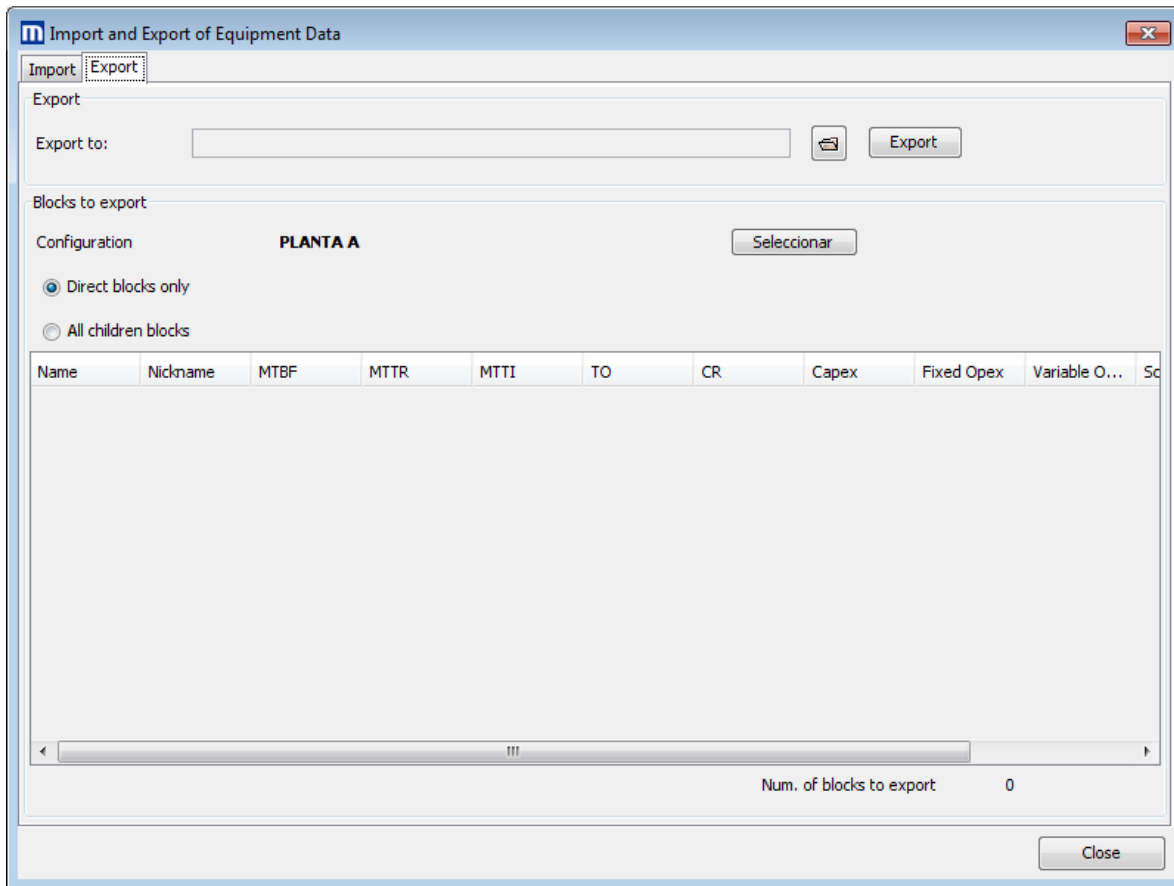 m Import and Export of Equipment Data
Import Export
Export
Export to: Export
Blocks to export
Configuration PLANTA A Seleccionar
Direct blocks only
All children blocks
Name Nickname MTBF MTTR MTTI TO CR Capex Fixed Opex Variable O... Sc
Num. of blocks to export 0
Close